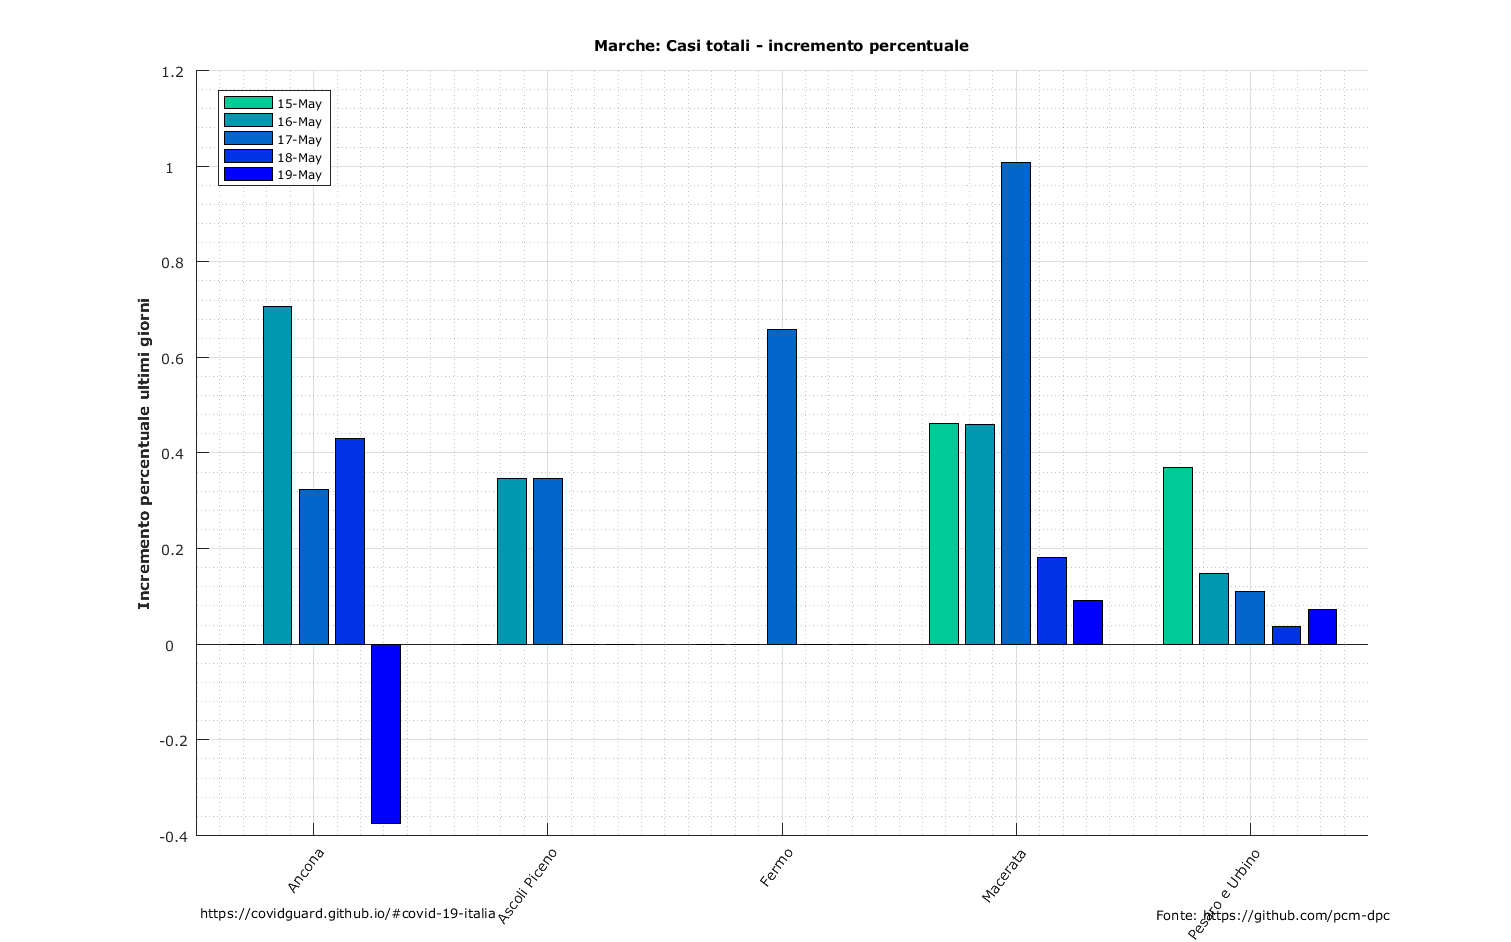 Marche: Casi totali - incremento percentuale
Incremento percentuale ultimi giorni
1.2
1
0.8
0.6
0.4
0.2
0
-0.2
-0.4
15-May
16-May
17-May
18-May
19-May
Ancona
Ascoli Piceno
Fermo
Macerata
Pesaro e Urbino
https://covidguard.github.io/#covid-19-italia
Fonte: https://github.com/pcm-dpc